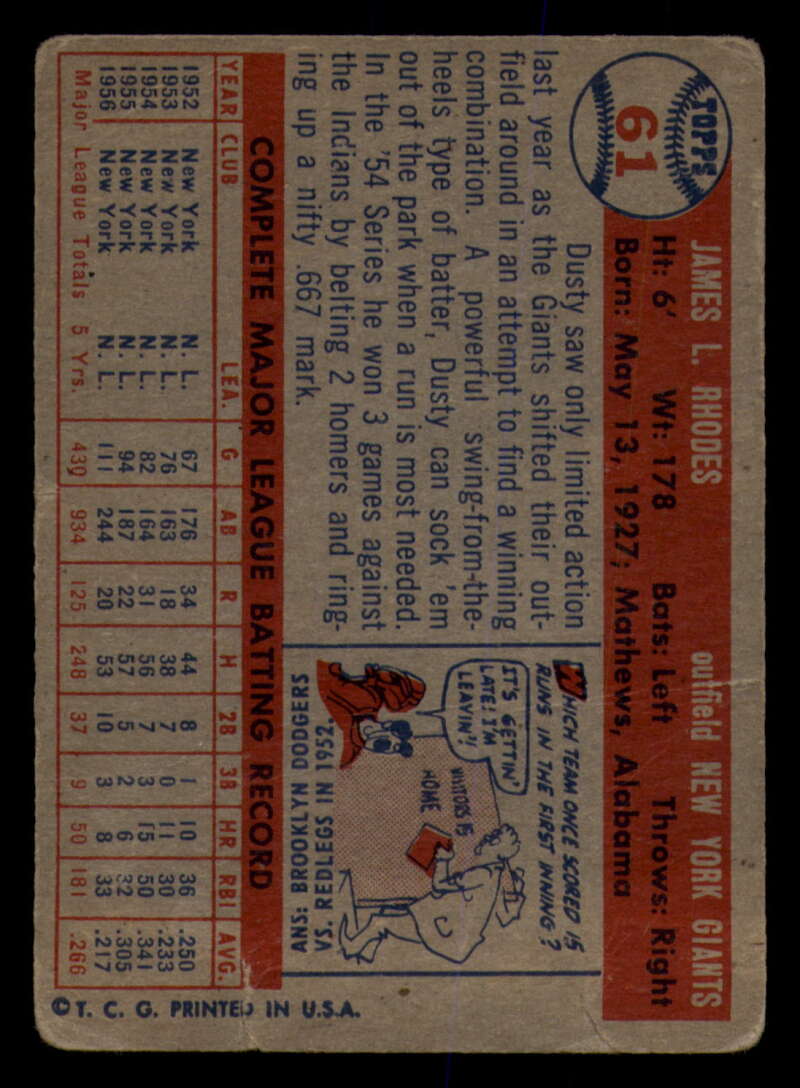 TOPPS
61
JAMES L. RHODES outfield NEW YORK GIANTS
Ht: 6' Wt: 178 Bats: Left Throws: Right
Born: May 13, 1927, Mathews, Alabama
Dusty saw only limited action
last year as the Giants shifted their out-
field around in an attempt to find a winning
combination. A powerful swing-from-the-
heels type of batter, Dusty can sock 'em
out of the park when a run is most needed.
In the '54 Series he won 3 games against
the Indians by belting 2 homers and ring-
ing up a nifty .667 mark.
WHICH TEAM ONCE SCORED 15
RUNS IN THE FIRST INNING?
IT'S GETTIN'
LATE! I'M
LEAVIN'!
VISITORS 15
HOME
ANS: BROOKLYN DODGERS
VS. REDLEGS IN 1952.
COMPLETE MAJOR LEAGUE BATTING RECORD
YEAR CLUB LEA. G AB R H 2B 3B HR RBI AVG.
1952 New York N. L. 67 176 34 44 8 1 10 36 .250
1953 New York N. L. 76 163 18 38 7 0 11 30 .233
1954 New York N. L. 82 164 31 56 7 3 15 50 .341
1955 New York N. L. 94 187 22 57 5 2 6 32 .305
1956 New York N. L. 111 244 20 53 10 3 8 33 .217
Major League Totals 5 Yrs. 430 934 125 248 37 9 50 181 .266
© T. C. G. PRINTED IN U.S.A.